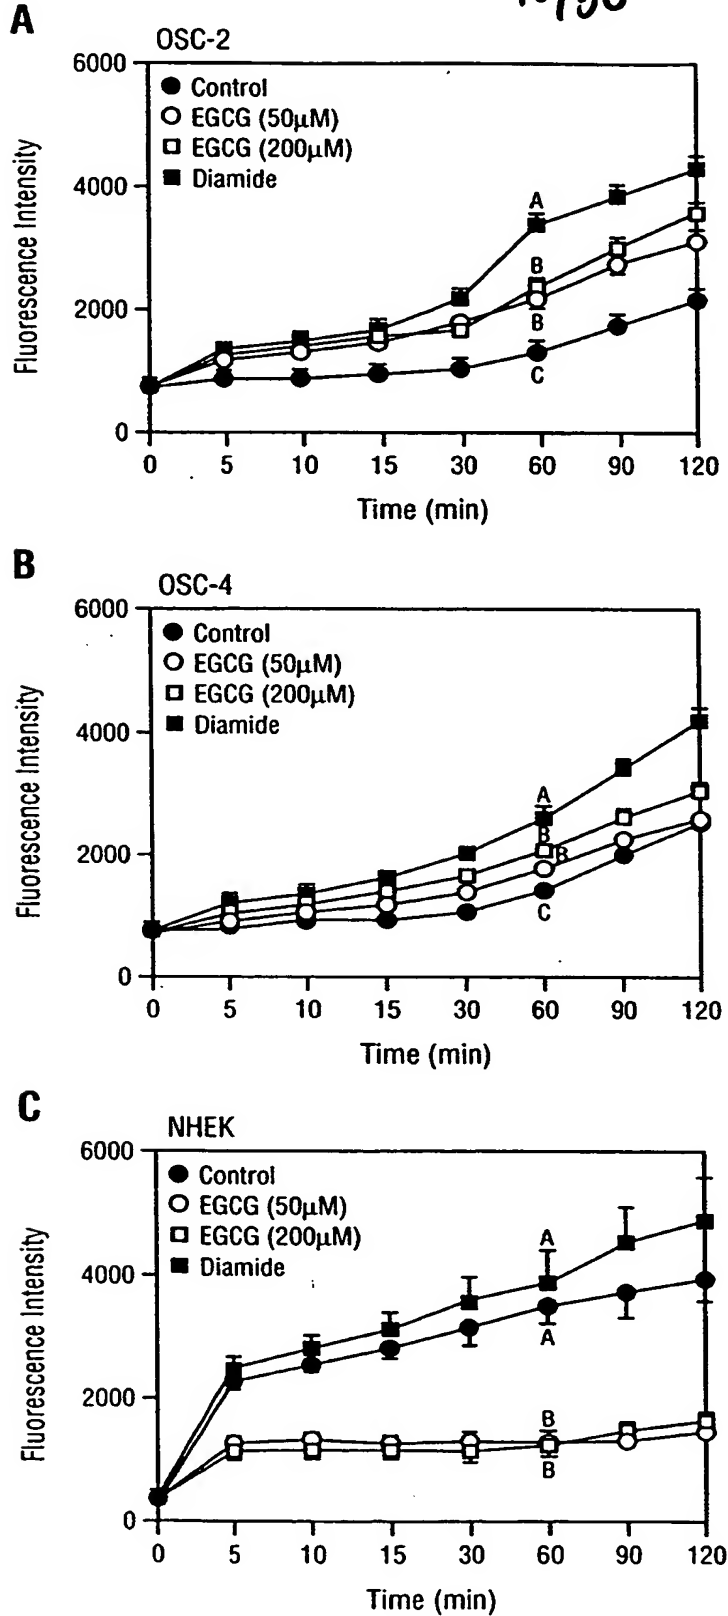 A
OSC-2
6000
Control
EGCG (50µM)
EGCG (200µM)
Diamide
4000
2000
0
A
B
B
C
0 5 10 15 30 60 90 120
Fluorescence Intensity
Time (min)
B
OSC-4
6000
Control
EGCG (50µM)
EGCG (200µM)
Diamide
4000
2000
0
A
B
B
C
0 5 10 15 30 60 90 120
Fluorescence Intensity
Time (min)
C
NHEK
6000
Control
EGCG (50µM)
EGCG (200µM)
Diamide
4000
2000
0
A
A
B
B
0 5 10 15 30 60 90 120
Fluorescence Intensity
Time (min)